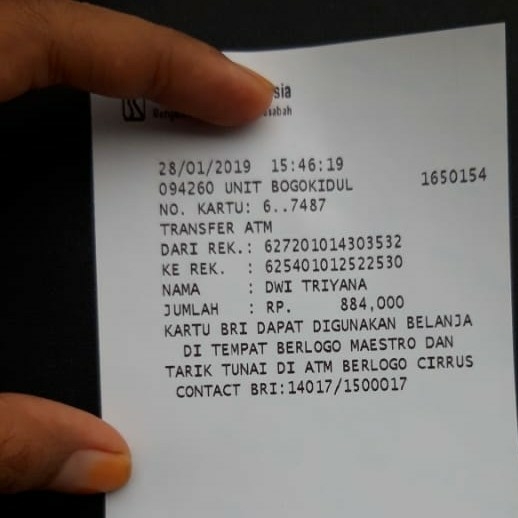 sia
sabah
28/01/2019 15:46:19
094260 UNIT BOGOKIDUL 1650154
NO. KARTU: 6..7487
TRANSFER ATM
DARI REK.: 627201014303532
KE REK. : 625401012522530
NAMA : DWI TRIYANA
JUMLAH : RP. 884,000
KARTU BRI DAPAT DIGUNAKAN BELANJA
DI TEMPAT BERLOGO MAESTRO DAN
TARIK TUNAI DI ATM BERLOGO CIRRUS
CONTACT BRI:14017/1500017